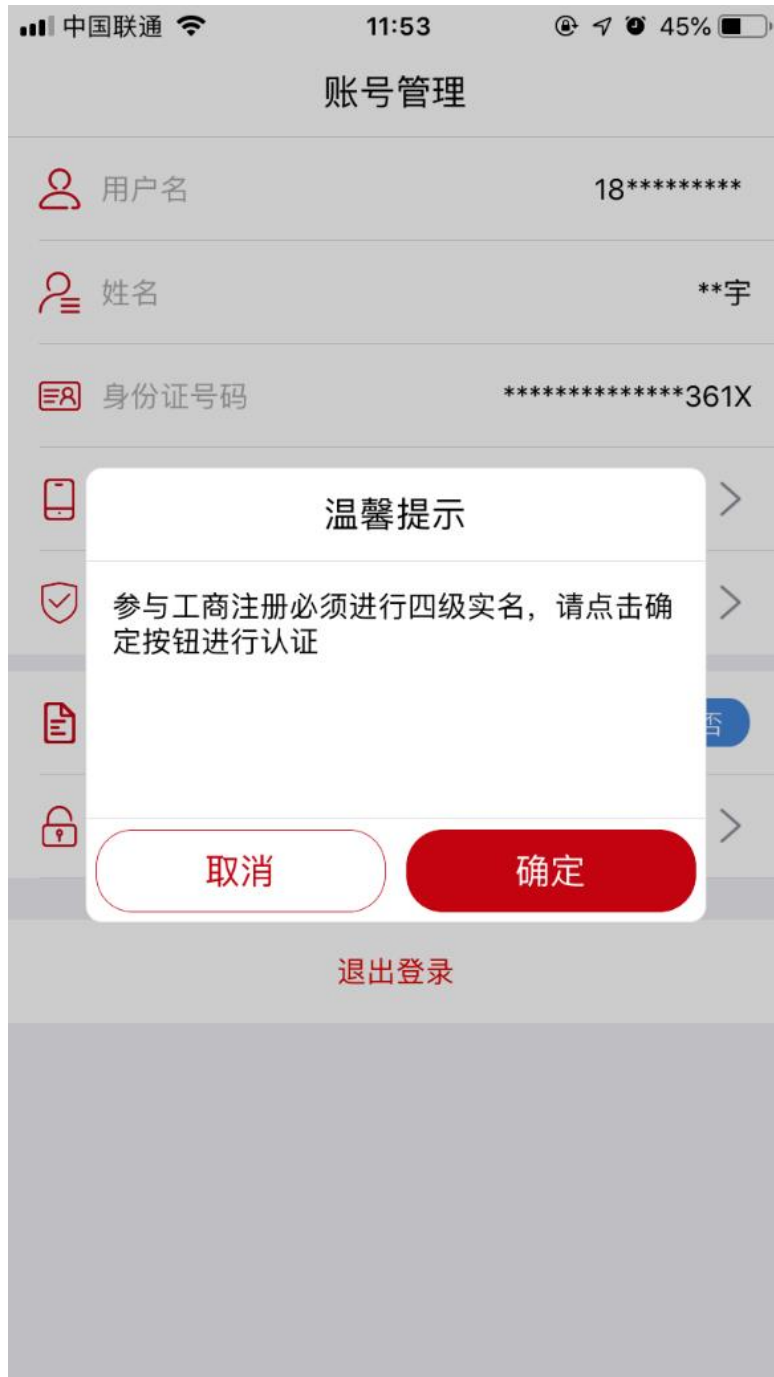 中国联通 11:53 45%
账号管理
用户名 18*********
姓名 **宇
身份证号码 **************361X
温馨提示
参与工商注册必须进行四级实名，请点击确
定按钮进行认证
否
取消 确定
退出登录